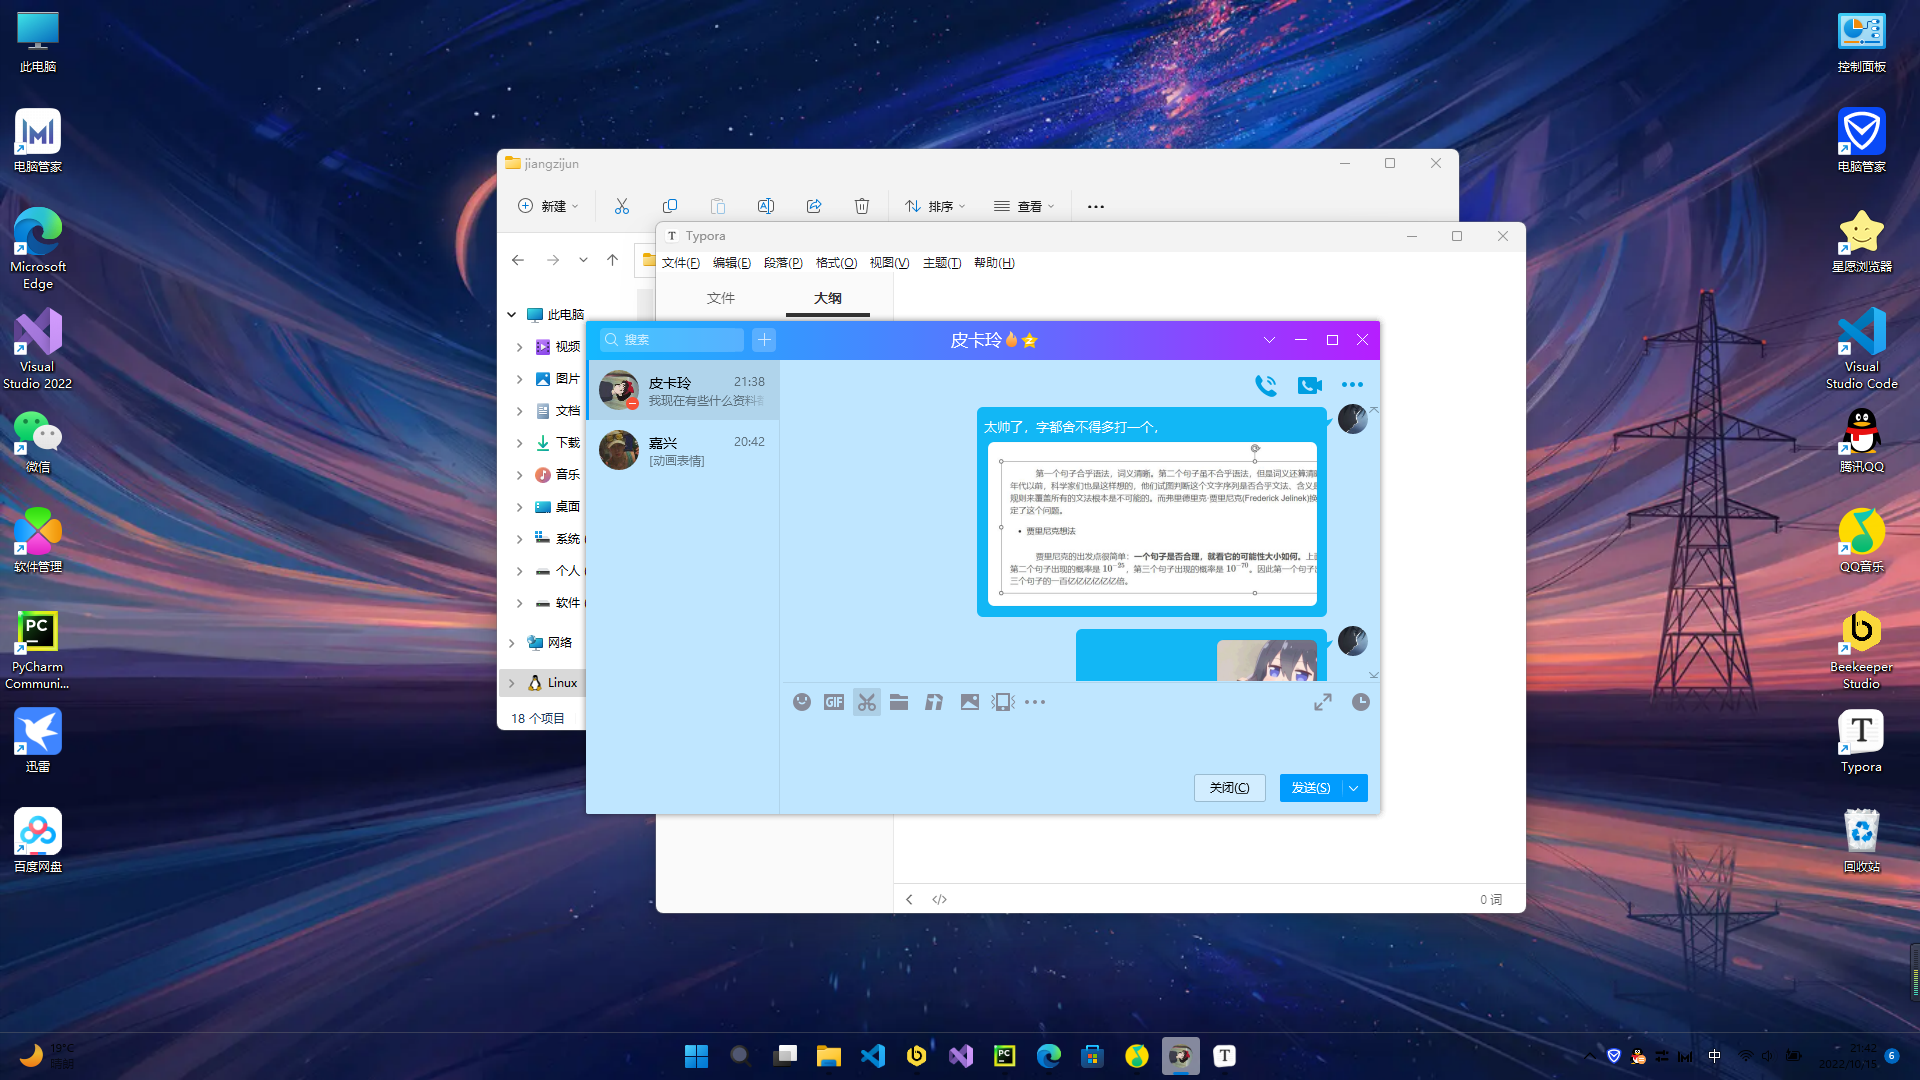 此电脑
电脑管家
Microsoft
Edge
Visual
Studio 2022
微信
软件管理
PyCharm
Communi...
迅雷
百度网盘
控制面板
电脑管家
星愿浏览器
Visual
Studio Code
腾讯QQ
QQ音乐
Beekeeper
Studio
Typora
回收站
jiangzijun
新建
排序
查看
此电脑
视频
图片
文档
下载
音乐
桌面
系统
个人
软件
网络
Linux
18 个项目
Typora
文件(F) 编辑(E) 段落(P) 格式(O) 视图(V) 主题(T) 帮助(H)
文件 大纲
</>
0 词
搜索
皮卡玲
皮卡玲 21:38
我现在有些什么资料
嘉兴 20:42
[动画表情]
太帅了，字都舍不得多打一个，
第一个句子合乎语法，词义清晰。第二个句子虽不合乎语法，但是词义还算清
年代以前，科学家们也是这样想的，他们试图判断这个文字序列是否合乎文法、含义
规则来覆盖所有的文法根本是不可能的。而弗里德里克·贾里尼克(Frederick Jelinek)换
定了这个问题。
• 贾里尼克想法
贾里尼克的出发点很简单：一个句子是否合理，就看它的可能性大小如何。上
第二个句子出现的概率是 10⁻²⁵，第三个句子出现的概率是 10⁻⁷⁰。因此第一个句子
三个句子的一百亿亿亿亿亿亿倍。
GIF
关闭(C)
发送(S)
19°C
阴晴
中
21:42
2022/10/15
6